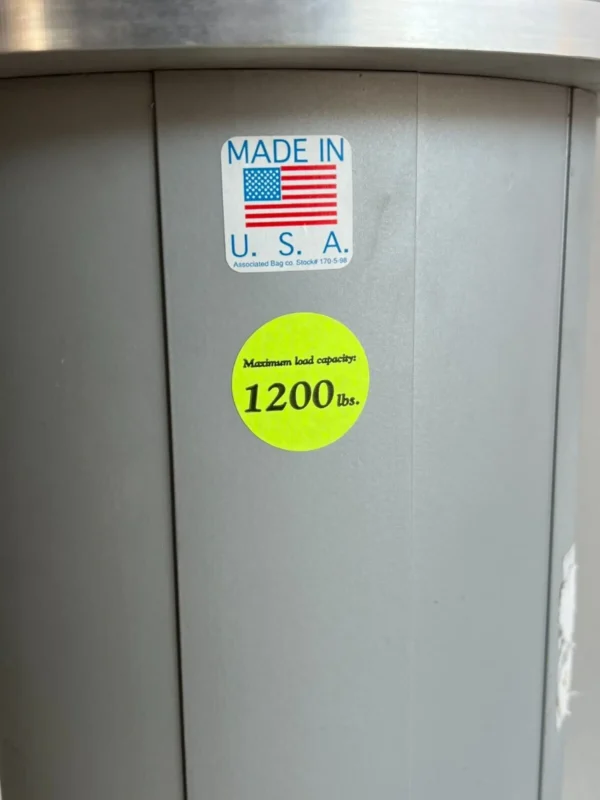 MADE IN
U. S. A.
Associated Bag co. Stock# 170-5-98
Maximum load capacity:
1200 lbs.